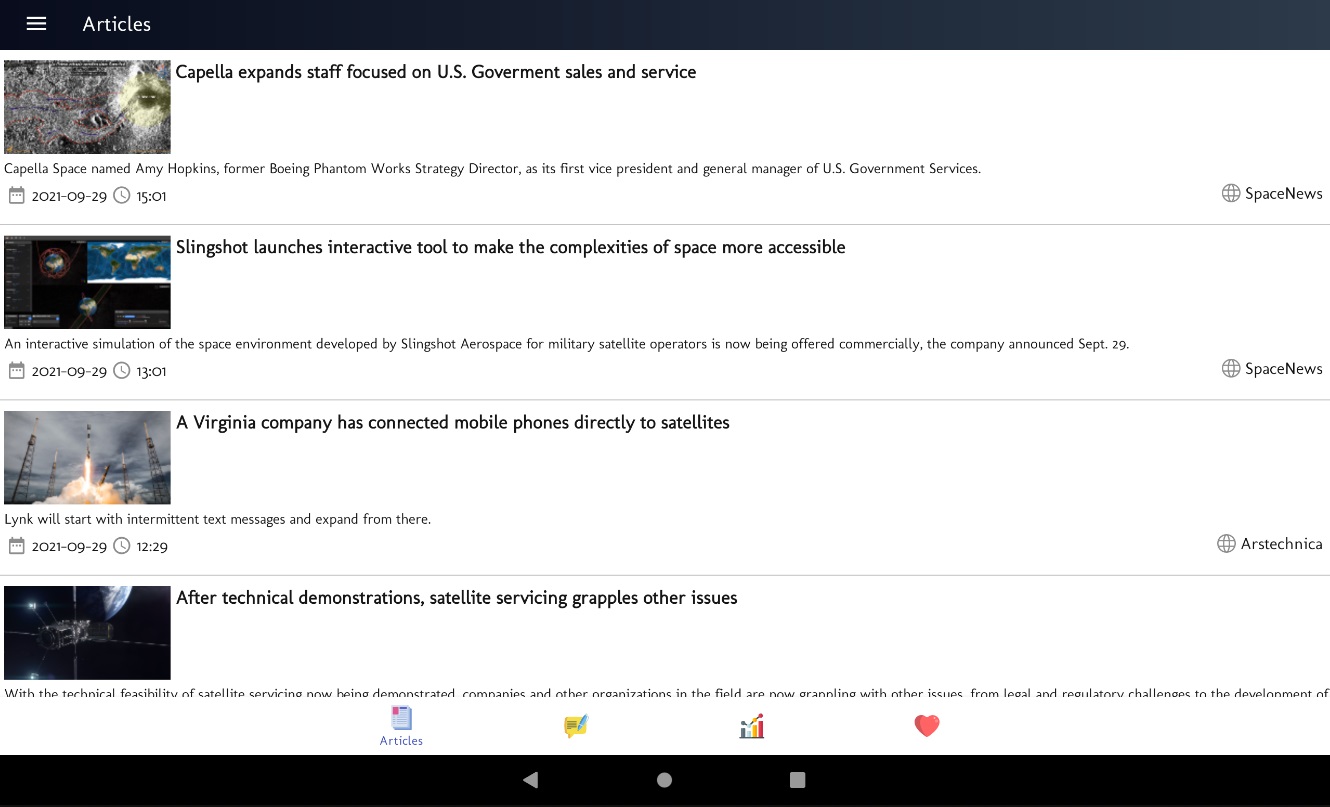 Articles
Capella expands staff focused on U.S. Goverment sales and service
Capella Space named Amy Hopkins, former Boeing Phantom Works Strategy Director, as its first vice president and general manager of U.S. Government Services.
2021-09-29 15:01
SpaceNews
Slingshot launches interactive tool to make the complexities of space more accessible
An interactive simulation of the space environment developed by Slingshot Aerospace for military satellite operators is now being offered commercially, the company announced Sept. 29.
2021-09-29 13:01
SpaceNews
A Virginia company has connected mobile phones directly to satellites
Lynk will start with intermittent text messages and expand from there.
2021-09-29 12:29
Arstechnica
After technical demonstrations, satellite servicing grapples other issues
With the technical feasibility of satellite servicing now being demonstrated, companies and other organizations in the field are now grappling with other issues, from legal and regulatory challenges to the development of
Articles